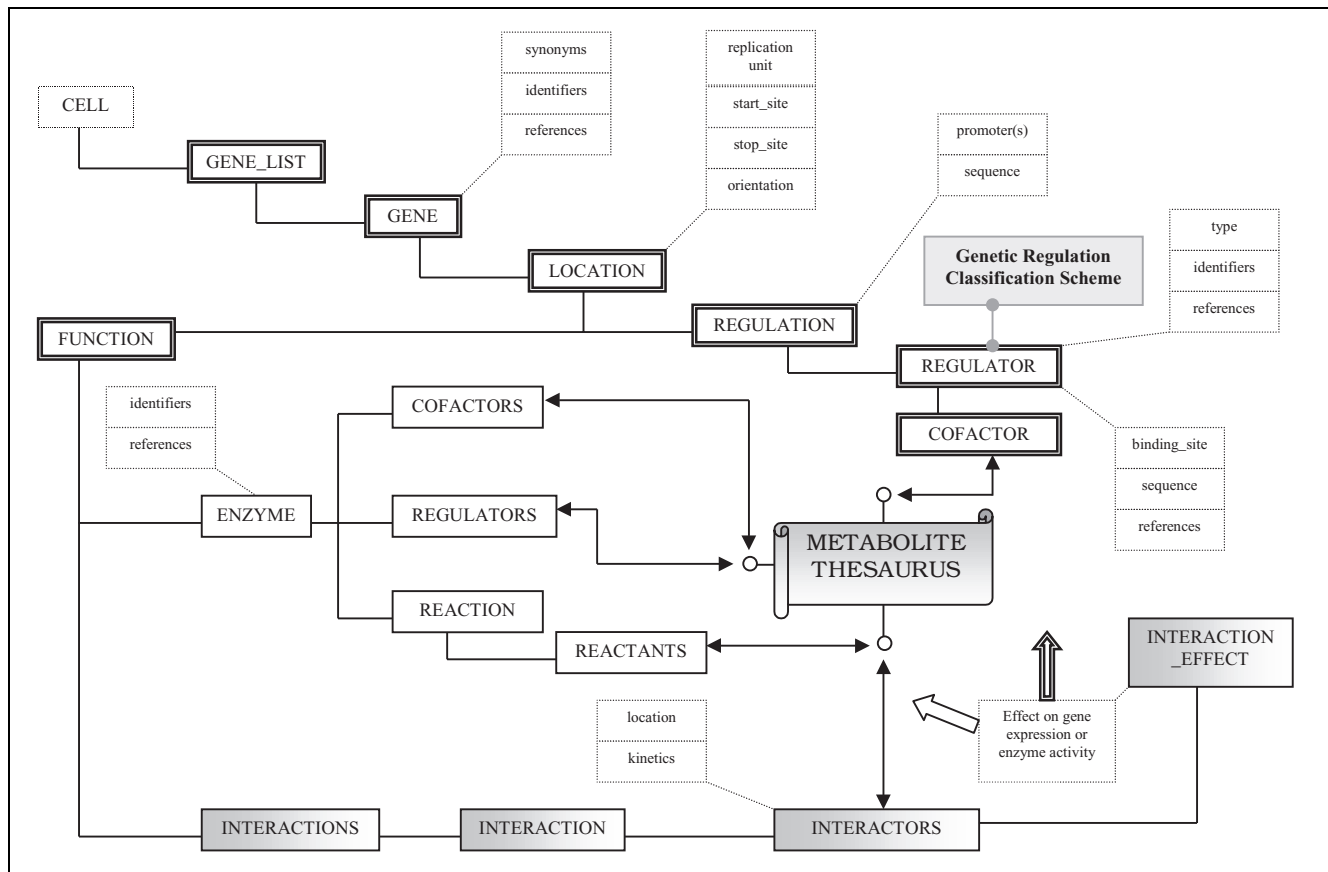 CELL
GENE_LIST
synonyms
identifiers
references
GENE
replication
unit
start_site
stop_site
orientation
LOCATION
promoter(s)
sequence
REGULATION
Genetic Regulation
Classification Scheme
type
identifiers
references
REGULATOR
COFACTOR
binding_site
sequence
references
FUNCTION
identifiers
references
ENZYME
COFACTORS
REGULATORS
REACTION
REACTANTS
METABOLITE
THESAURUS
INTERACTION
_EFFECT
Effect on gene
expression or
enzyme activity
location
kinetics
INTERACTIONS
INTERACTION
INTERACTORS